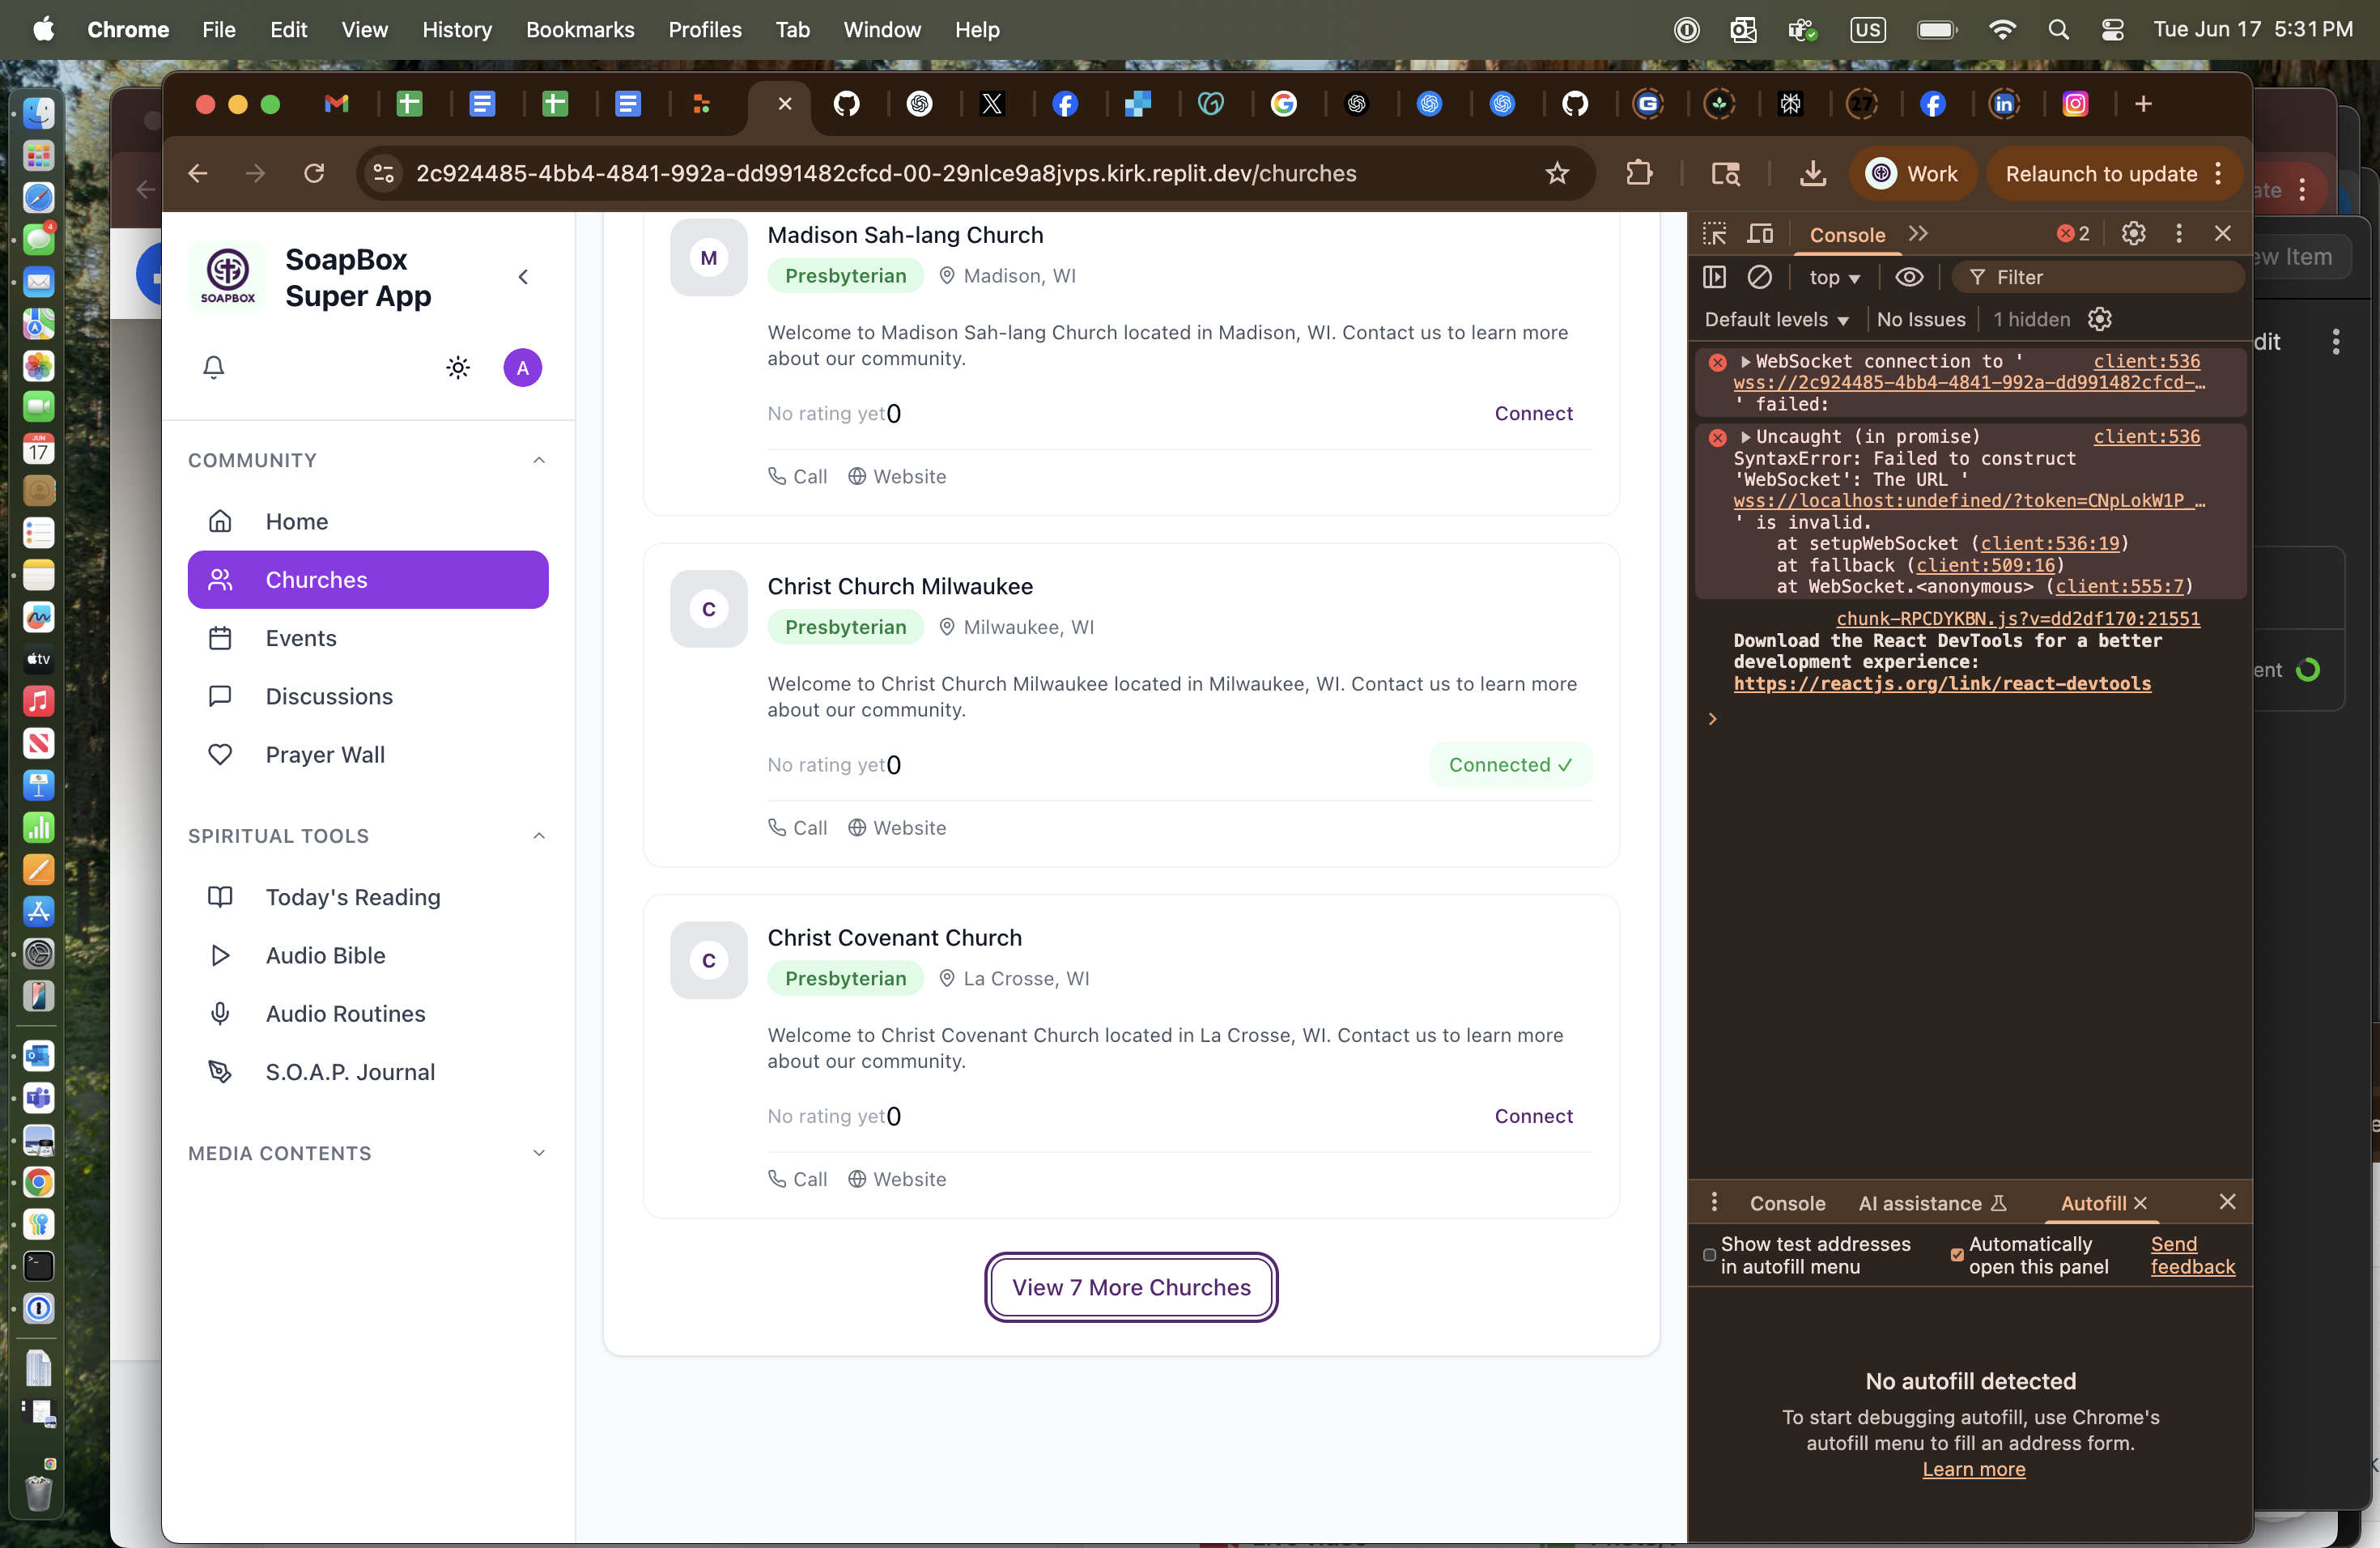 Chrome File Edit View History Bookmarks Profiles Tab Window Help
US Tue Jun 17 5:31 PM
2c924485-4bb4-4841-992a-dd991482cfcd-00-29nlce9a8jvps.kirk.replit.dev/churches
Work
Relaunch to update
SOAPBOX
SoapBox
Super App
A
COMMUNITY
Home
Churches
Events
Discussions
Prayer Wall
SPIRITUAL TOOLS
Today's Reading
Audio Bible
Audio Routines
S.O.A.P. Journal
MEDIA CONTENTS
M
Madison Sah-lang Church
Presbyterian Madison, WI
Welcome to Madison Sah-lang Church located in Madison, WI. Contact us to learn more
about our community.
No rating yet0 Connect
Call Website
C
Christ Church Milwaukee
Presbyterian Milwaukee, WI
Welcome to Christ Church Milwaukee located in Milwaukee, WI. Contact us to learn more
about our community.
No rating yet0 Connected ✓
Call Website
C
Christ Covenant Church
Presbyterian La Crosse, WI
Welcome to Christ Covenant Church located in La Crosse, WI. Contact us to learn more
about our community.
No rating yet0 Connect
Call Website
View 7 More Churches
Console 2
top Filter
Default levels No Issues 1 hidden
WebSocket connection to ' client:536
wss://2c924485-4bb4-4841-992a-dd991482cfcd-…
' failed:
Uncaught (in promise) client:536
SyntaxError: Failed to construct
'WebSocket': The URL '
wss://localhost:undefined/?token=CNpLokW1P_…
' is invalid.
at setupWebSocket (client:536:19)
at fallback (client:509:16)
at WebSocket.<anonymous> (client:555:7)
chunk-RPCDYKBN.js?v=dd2df170:21551
Download the React DevTools for a better
development experience:
https://reactjs.org/link/react-devtools
Console AI assistance Autofill
Show test addresses
in autofill menu
Automatically
open this panel
Send
feedback
No autofill detected
To start debugging autofill, use Chrome's
autofill menu to fill an address form.
Learn more
4
JUN
17
tv
27